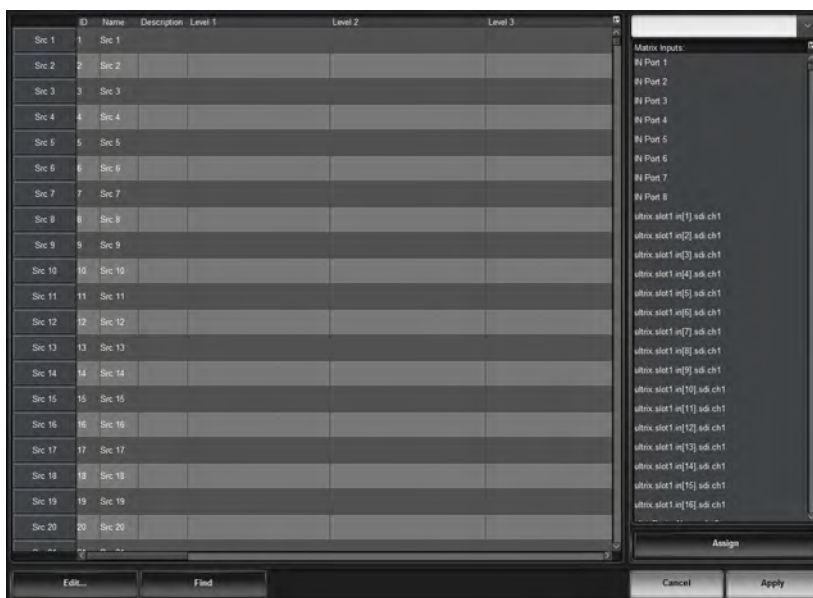 ID Name Description Level 1 Level 2 Level 3
Src 1 1 Src 1
Src 2 2 Src 2
Src 3 3 Src 3
Src 4 4 Src 4
Src 5 5 Src 5
Src 6 6 Src 6
Src 7 7 Src 7
Src 8 8 Src 8
Src 9 9 Src 9
Src 10 10 Src 10
Src 11 11 Src 11
Src 12 12 Src 12
Src 13 13 Src 13
Src 14 14 Src 14
Src 15 15 Src 15
Src 16 16 Src 16
Src 17 17 Src 17
Src 18 18 Src 18
Src 19 19 Src 19
Src 20 20 Src 20
Matrix Inputs:
IN Port 1
IN Port 2
IN Port 3
IN Port 4
IN Port 5
IN Port 6
IN Port 7
IN Port 8
ultrix.slot1.in[1].sdi.ch1
ultrix.slot1.in[2].sdi.ch1
ultrix.slot1.in[3].sdi.ch1
ultrix.slot1.in[4].sdi.ch1
ultrix.slot1.in[5].sdi.ch1
ultrix.slot1.in[6].sdi.ch1
ultrix.slot1.in[7].sdi.ch1
ultrix.slot1.in[8].sdi.ch1
ultrix.slot1.in[9].sdi.ch1
ultrix.slot1.in[10].sdi.ch1
ultrix.slot1.in[11].sdi.ch1
ultrix.slot1.in[12].sdi.ch1
ultrix.slot1.in[13].sdi.ch1
ultrix.slot1.in[14].sdi.ch1
ultrix.slot1.in[15].sdi.ch1
ultrix.slot1.in[16].sdi.ch1
Assign
Edit... Find Cancel Apply